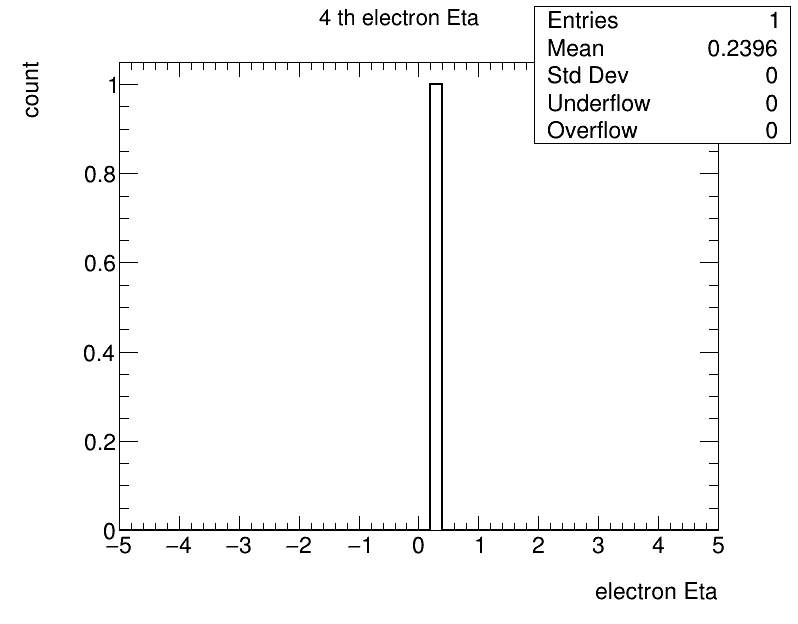 4 th electron Eta
Entries 1
Mean 0.2396
Std Dev 0
Underflow 0
Overflow 0
count
1
0.8
0.6
0.4
0.2
0
−5 −4 −3 −2 −1 0 1 2 3 4 5
electron Eta